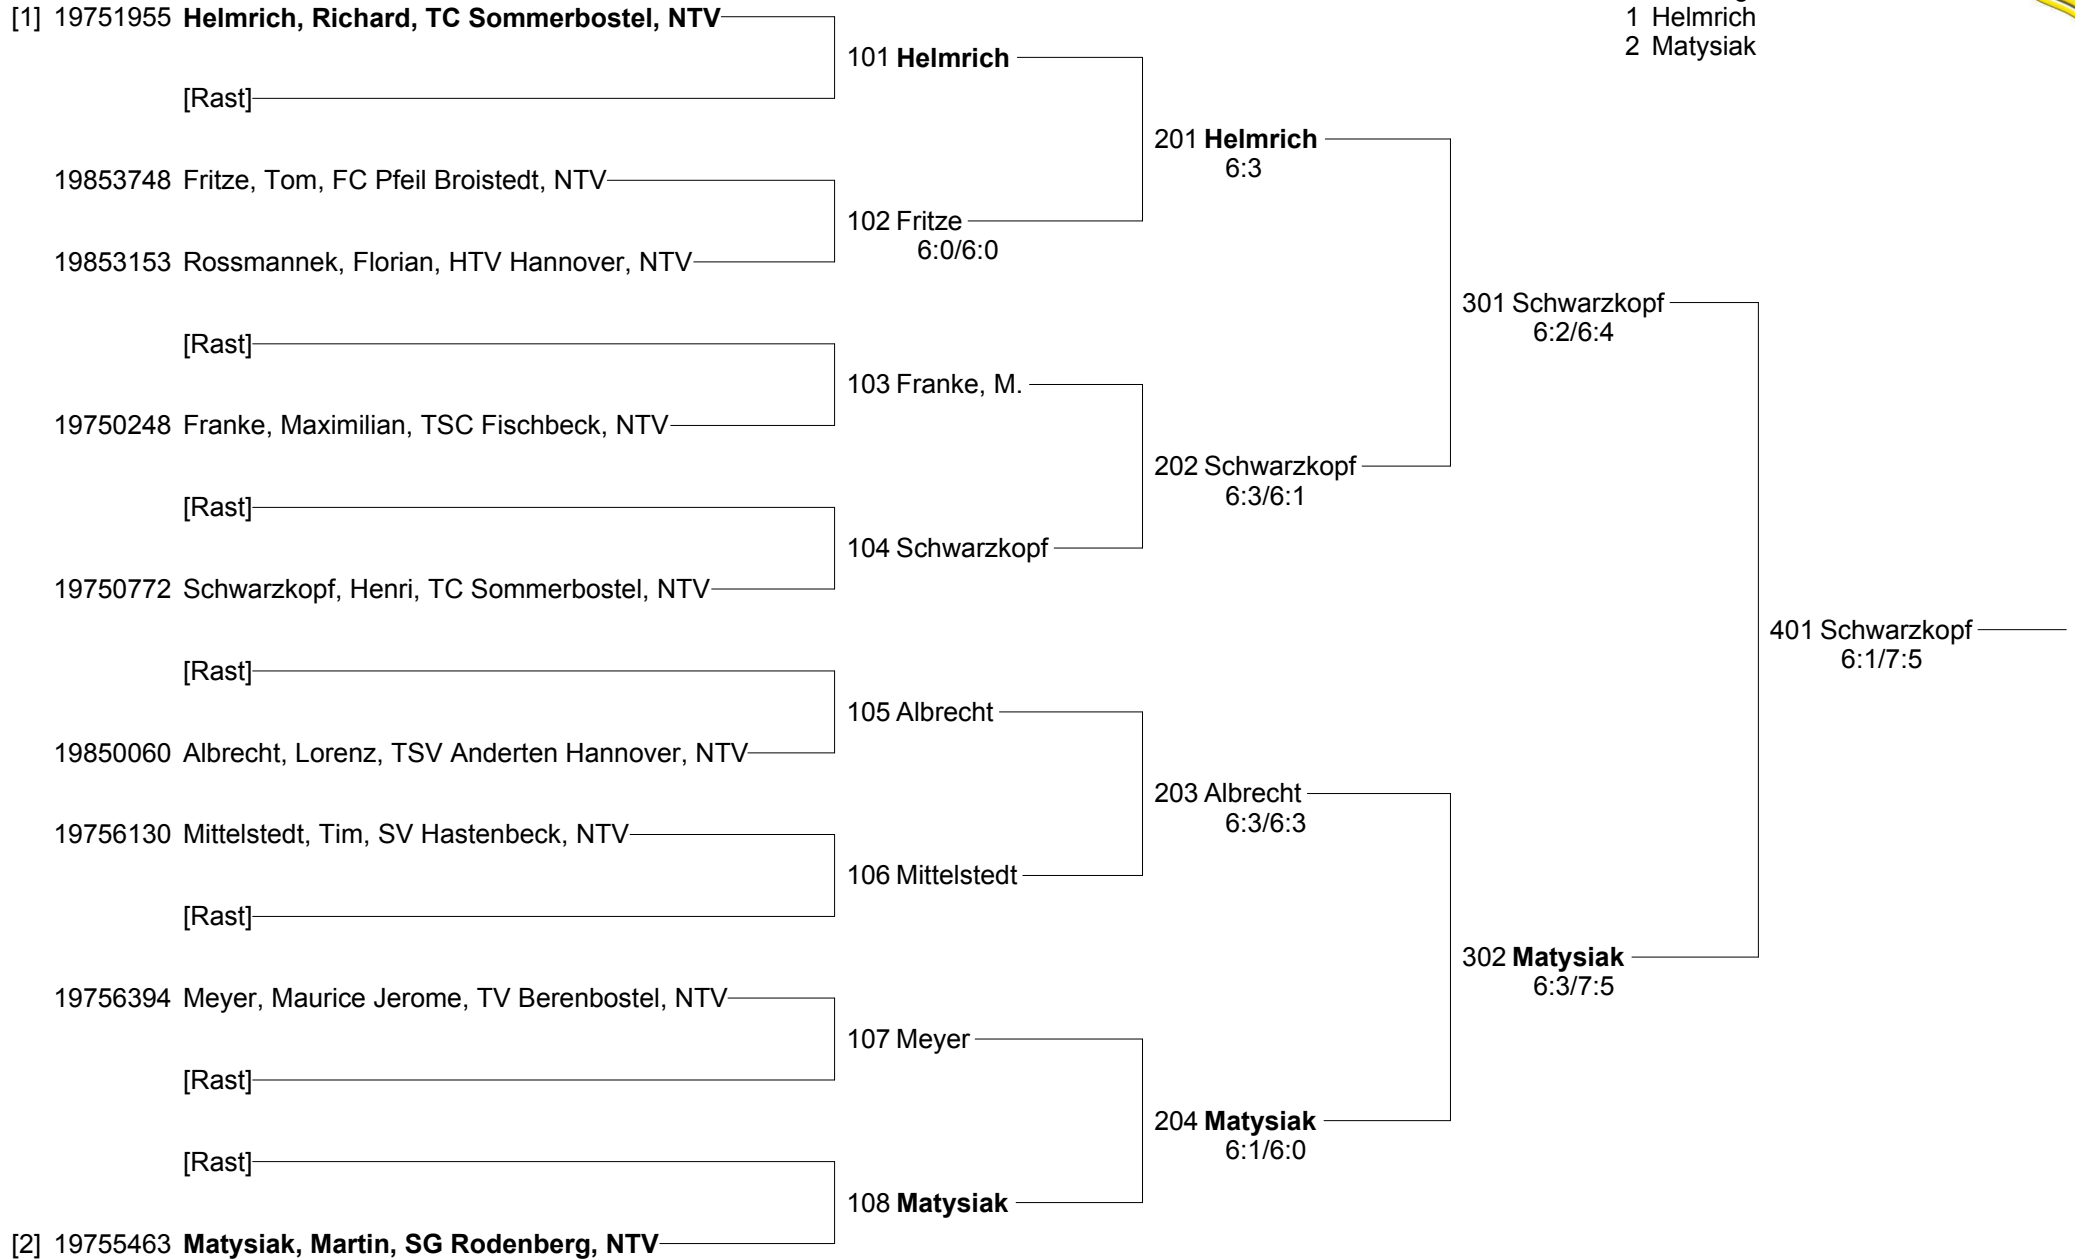 [1] 19751955 Helmrich, Richard, TC Sommerbostel, NTV
[Rast]
19853748 Fritze, Tom, FC Pfeil Broistedt, NTV
19853153 Rossmannek, Florian, HTV Hannover, NTV
[Rast]
19750248 Franke, Maximilian, TSC Fischbeck, NTV
[Rast]
19750772 Schwarzkopf, Henri, TC Sommerbostel, NTV
[Rast]
19850060 Albrecht, Lorenz, TSV Anderten Hannover, NTV
19756130 Mittelstedt, Tim, SV Hastenbeck, NTV
[Rast]
19756394 Meyer, Maurice Jerome, TV Berenbostel, NTV
[Rast]
[Rast]
[2] 19755463 Matysiak, Martin, SG Rodenberg, NTV
101 Helmrich
102 Fritze
6:0/6:0
103 Franke, M.
104 Schwarzkopf
105 Albrecht
106 Mittelstedt
107 Meyer
108 Matysiak
201 Helmrich
6:3
202 Schwarzkopf
6:3/6:1
203 Albrecht
6:3/6:3
204 Matysiak
6:1/6:0
301 Schwarzkopf
6:2/6:4
302 Matysiak
6:3/7:5
401 Schwarzkopf
6:1/7:5
1 Helmrich
2 Matysiak